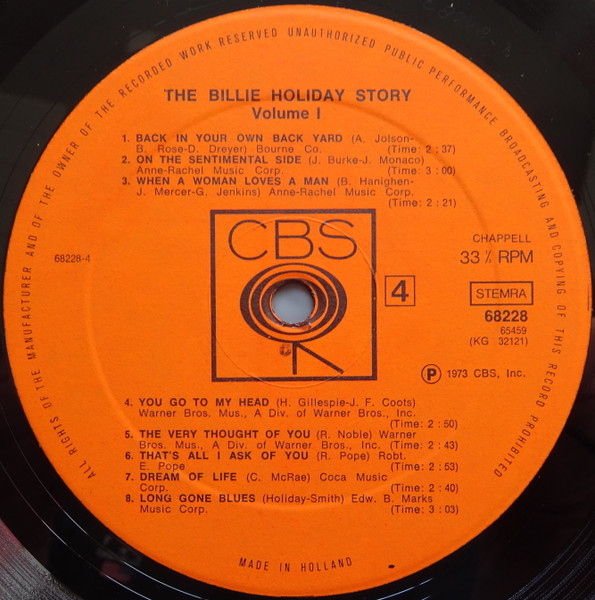 ALL RIGHTS OF THE MANUFACTURER AND OF THE OWNER OF THE RECORDED WORK RESERVED UNAUTHORIZED PUBLIC PERFORMANCE BROADCASTING AND COPYING OF THIS RECORD PROHIBITED
THE BILLIE HOLIDAY STORY
Volume I
1. BACK IN YOUR OWN BACK YARD (A. Jolson-
B. Rose-D. Dreyer) Bourne Co. (Time: 2 : 37)
2. ON THE SENTIMENTAL SIDE (J. Burke-J. Monaco)
Anne-Rachel Music Corp. (Time: 3 : 00)
3. WHEN A WOMAN LOVES A MAN (B. Hanighen-
J. Mercer-G. Jenkins) Anne-Rachel Music Corp.
(Time: 2 : 21)
CBS
68228-4
4
CHAPPELL
33⅓ RPM
STEMRA
68228
65459
(KG 32121)
P 1973 CBS, Inc.
4. YOU GO TO MY HEAD (H. Gillespie-J. F. Coots)
Warner Bros. Mus., A Div. of Warner Bros., Inc.
(Time: 2 : 50)
5. THE VERY THOUGHT OF YOU (R. Noble) Warner
Bros. Mus., A Div. of Warner Bros., Inc. (Time: 2 : 43)
6. THAT'S ALL I ASK OF YOU (R. Pope) Robt.
E. Pope (Time: 2 : 53)
7. DREAM OF LIFE (C. McRae) Coca Music
Corp. (Time: 2 : 40)
8. LONG GONE BLUES (Holiday-Smith) Edw. B. Marks
Music Corp. (Time: 3 : 03)
MADE IN HOLLAND